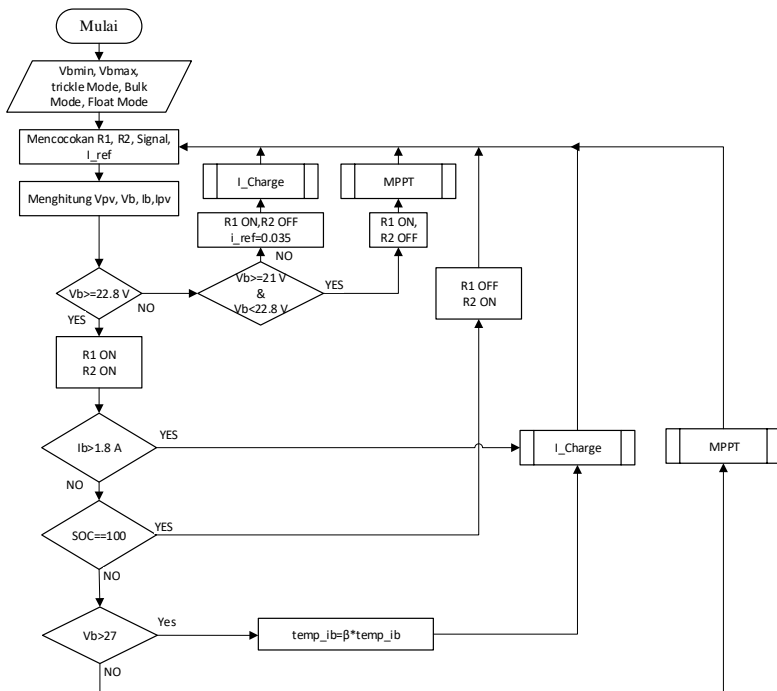 Mulai
Vbmin, Vbmax,
trickle Mode, Bulk
Mode, Float Mode
Mencocokan R1, R2, Signal,
I_ref
I_Charge
MPPT
Menghitung Vpv, Vb, Ib,Ipv
R1 ON,R2 OFF
i_ref=0.035
R1 ON,
R2 OFF
NO
Vb>=22.8 V
NO
YES
Vb>=21 V
&
Vb<22.8 V
YES
R1 OFF
R2 ON
R1 ON
R2 ON
Ib>1.8 A
YES
NO
I_Charge
MPPT
SOC==100
YES
NO
Vb>27
Yes
NO
temp_ib=β*temp_ib